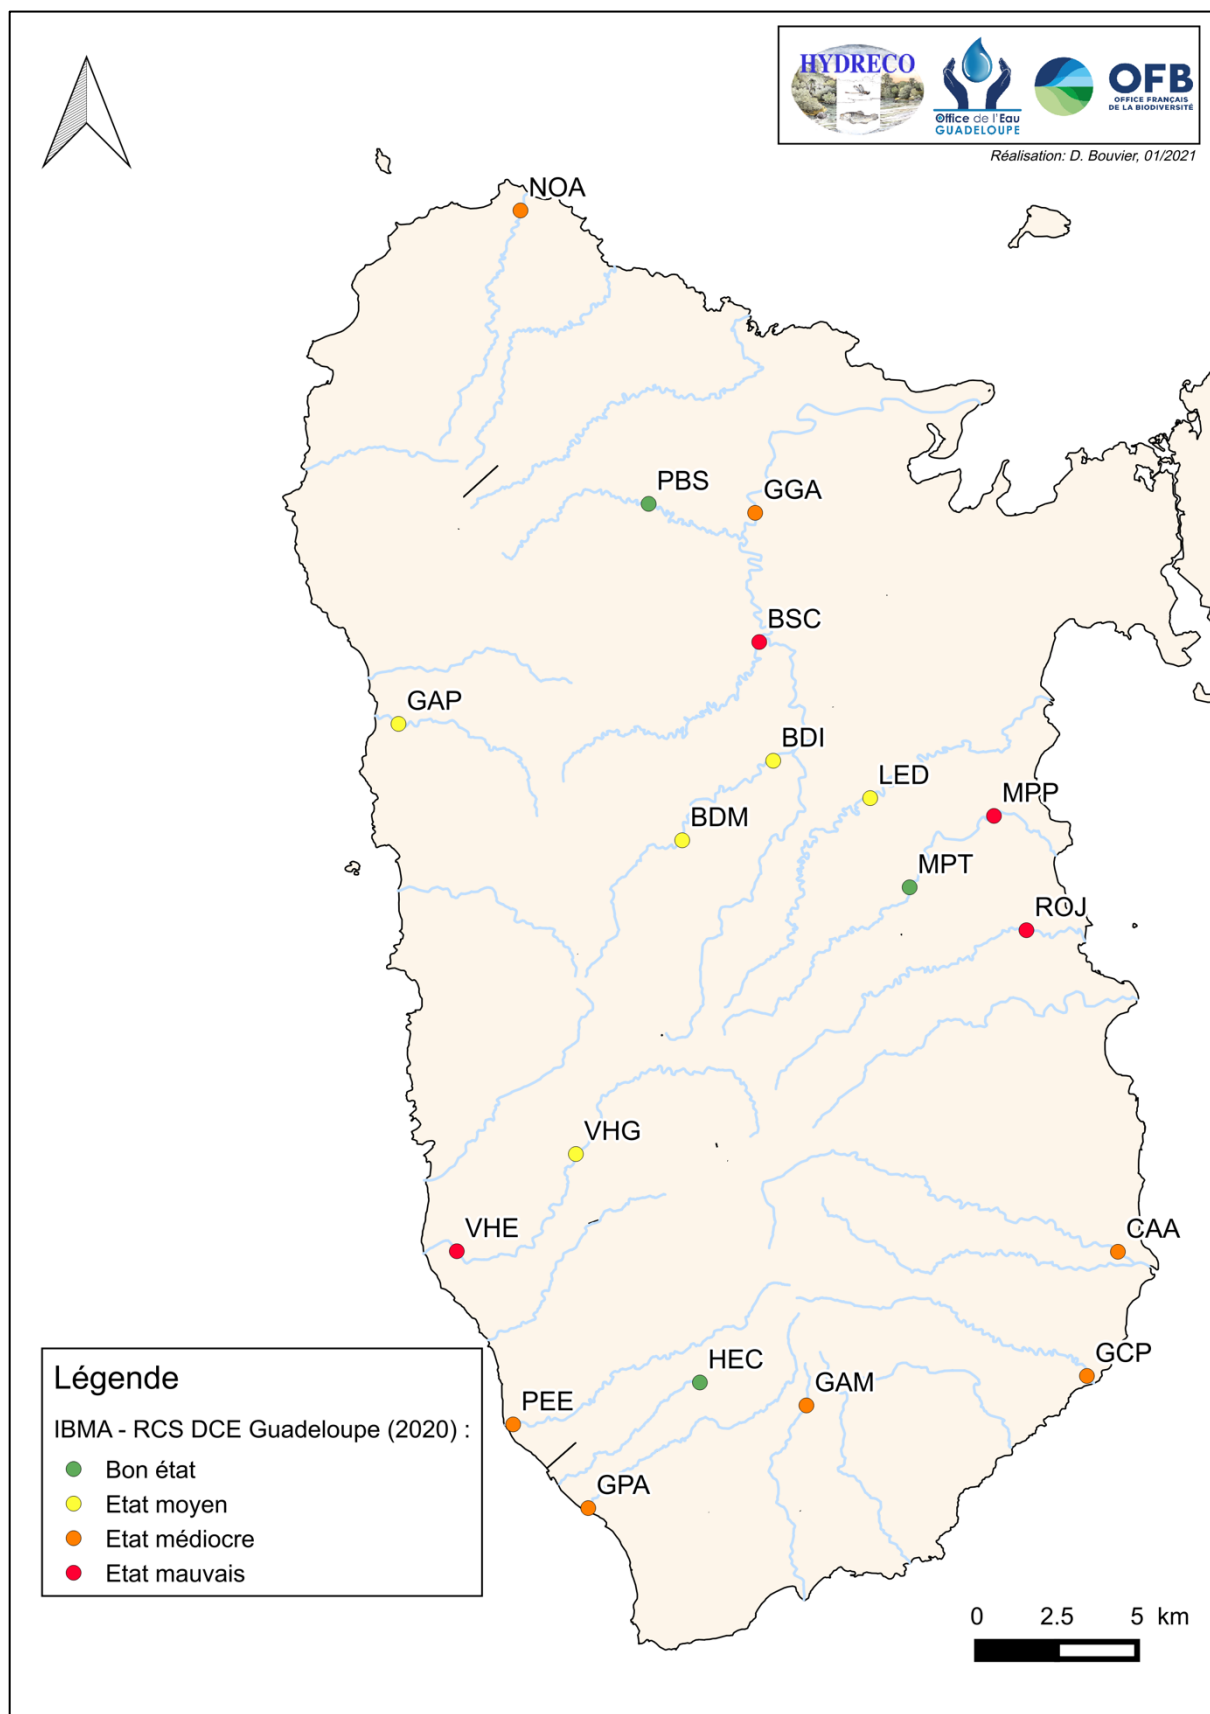 HYDRECO
Office de l'Eau
GUADELOUPE
OFB
OFFICE FRANÇAIS
DE LA BIODIVERSITÉ
Réalisation: D. Bouvier, 01/2021
NOA
PBS
GGA
BSC
GAP
BDI
LED
MPP
BDM
MPT
ROJ
VHG
VHE
CAA
HEC
GCP
PEE
GAM
GPA
Légende
IBMA - RCS DCE Guadeloupe (2020) :
Bon état
Etat moyen
Etat médiocre
Etat mauvais
0 2.5 5 km